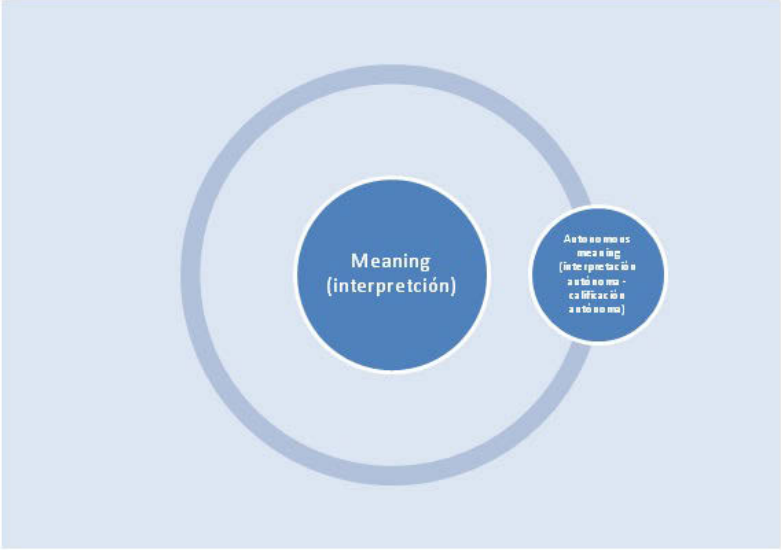 Meaning
(interpretción)
Autonomous
meaning
(interpretación
autónoma -
calificación
autónoma)